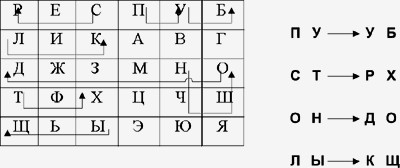 Р Е С П У Б
Л И К А В Г
Д Ж З М Н О
Т Ф Х Ц Ч Ш
Щ Ь Ы Э Ю Я
П У → У Б
С Т → Р Х
О Н → Д О
Л Ы → К Щ